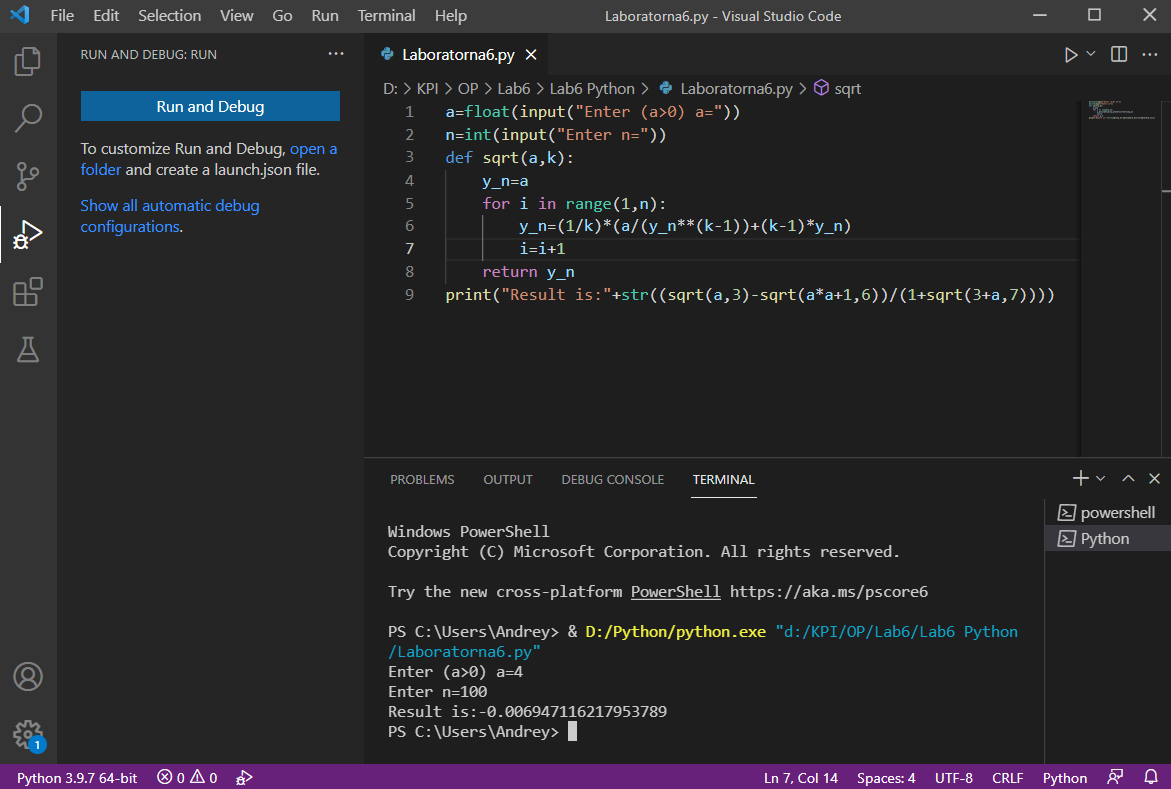 File Edit Selection View Go Run Terminal Help Laboratorna6.py - Visual Studio Code
RUN AND DEBUG: RUN ···
Run and Debug
To customize Run and Debug, open a
folder and create a launch.json file.
Show all automatic debug
configurations.
Laboratorna6.py
D: > KPI > OP > Lab6 > Lab6 Python > Laboratorna6.py > sqrt
1 a=float(input("Enter (a>0) a="))
2 n=int(input("Enter n="))
3 def sqrt(a,k):
4     y_n=a
5     for i in range(1,n):
6         y_n=(1/k)*(a/(y_n**(k-1))+(k-1)*y_n)
7         i=i+1
8     return y_n
9 print("Result is:"+str((sqrt(a,3)-sqrt(a*a+1,6))/(1+sqrt(3+a,7))))
PROBLEMS OUTPUT DEBUG CONSOLE TERMINAL
powershell
Python
Windows PowerShell
Copyright (C) Microsoft Corporation. All rights reserved.
Try the new cross-platform PowerShell https://aka.ms/pscore6
PS C:\Users\Andrey> & D:/Python/python.exe "d:/KPI/OP/Lab6/Lab6 Python
/Laboratorna6.py"
Enter (a>0) a=4
Enter n=100
Result is:-0.006947116217953789
PS C:\Users\Andrey>
1
Python 3.9.7 64-bit 0 0 Ln 7, Col 14 Spaces: 4 UTF-8 CRLF Python